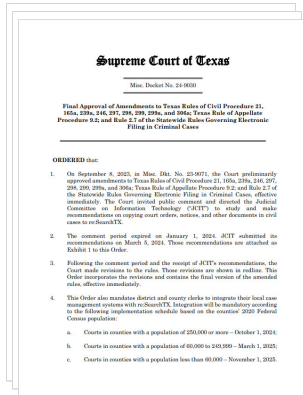 Supreme Court of Texas
Misc. Docket No. 24-9030
Final Approval of Amendments to Texas Rules of Civil Procedure 21,
165a, 239a, 246, 297, 298, 299, 299a, and 306a; Texas Rule of Appellate
Procedure 9.2; and Rule 2.7 of the Statewide Rules Governing Electronic
Filing in Criminal Cases
ORDERED that:
1. On September 8, 2023, in Misc. Dkt. No. 23-9071, the Court preliminarily
approved amendments to Texas Rules of Civil Procedure 21, 165a, 239a, 246, 297,
298, 299, 299a, and 306a; Texas Rule of Appellate Procedure 9.2; and Rule 2.7 of
the Statewide Rules Governing Electronic Filing in Criminal Cases, effective
immediately. The Court invited public comment and directed the Judicial
Committee on Information Technology ("JCIT") to study and make
recommendations on copying court orders, notices, and other documents in civil
cases to re:SearchTX.
2. The comment period expired on January 1, 2024. JCIT submitted its
recommendations on March 5, 2024. Those recommendations are attached as
Exhibit 1 to this Order.
3. Following the comment period and the receipt of JCIT's recommendations, the
Court made revisions to the rules. Those revisions are shown in redline. This
Order incorporates the revisions and contains the final version of the amended
rules, effective immediately.
4. This Order also mandates district and county clerks to integrate their local case
management systems with re:SearchTX. Integration will be mandatory according
to the following implementation schedule based on the counties' 2020 Federal
Census population:
a. Courts in counties with a population of 250,000 or more – October 1, 2024;
b. Courts in counties with a population of 60,000 to 249,999 – March 1, 2025;
c. Courts in counties with a population less than 60,000 – November 1, 2025.